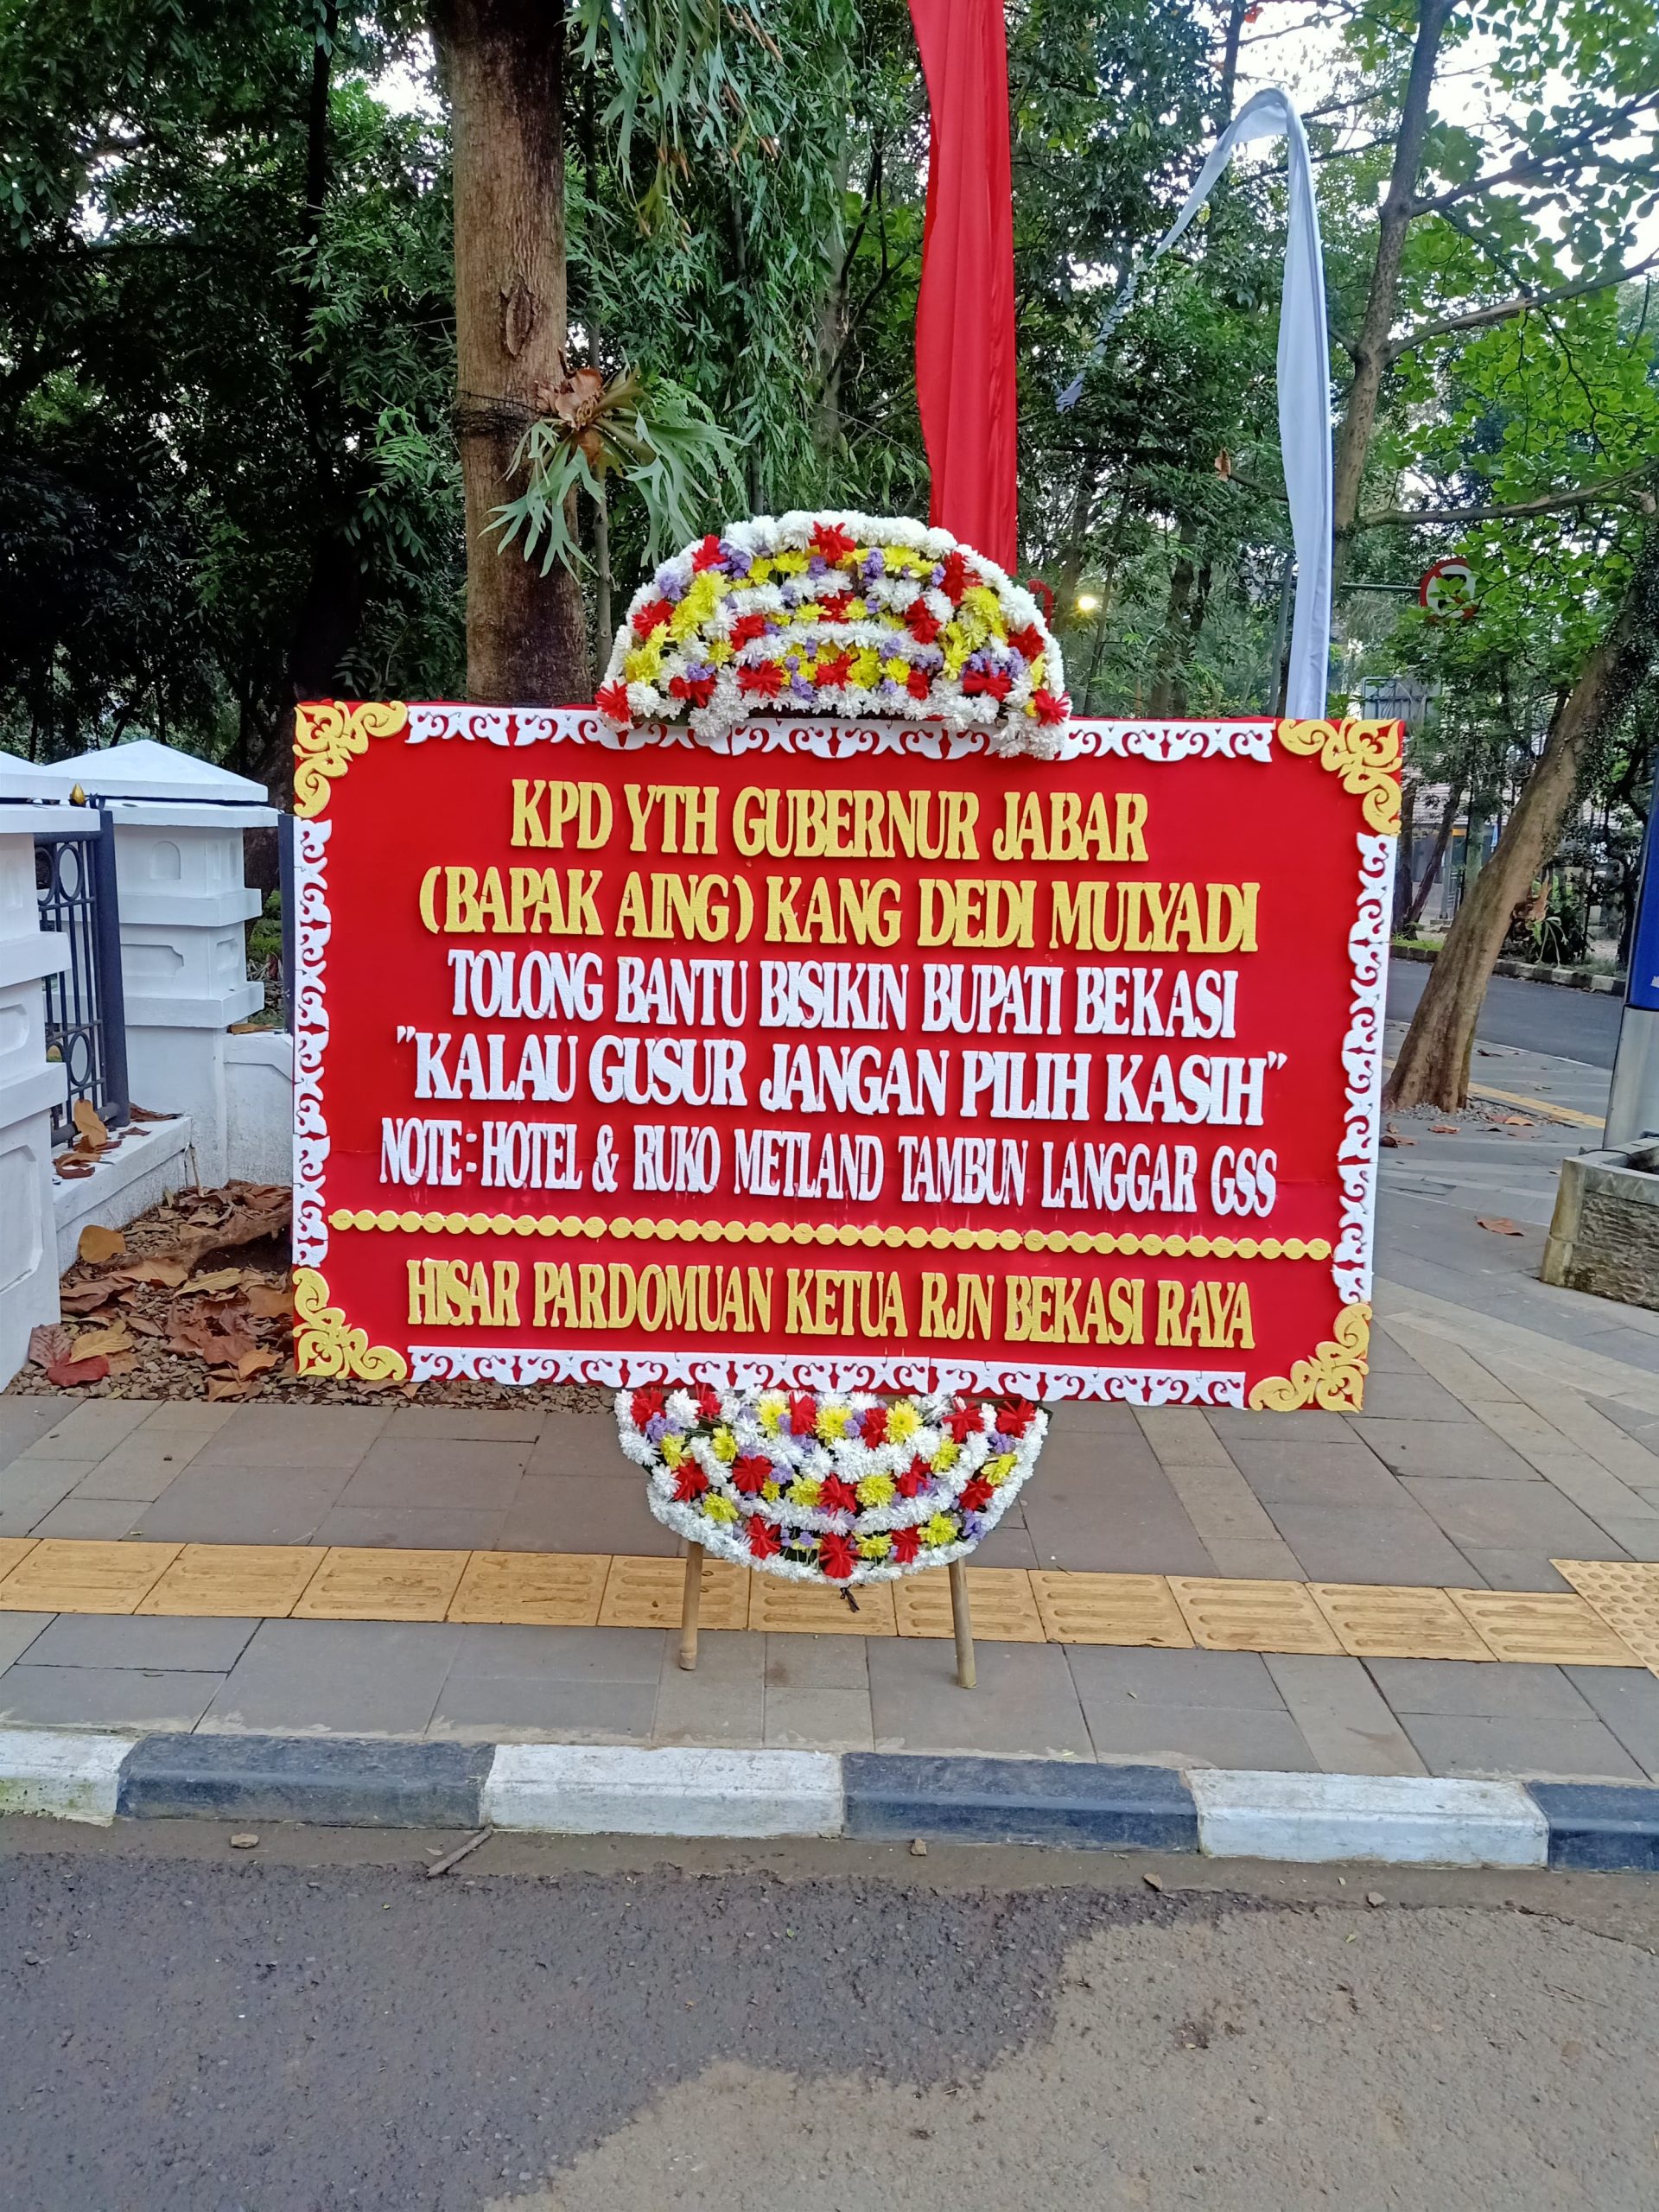 KPD YTH GUBERNUR JABAR
(BAPAK AING) KANG DEDI MULYADI
TOLONG BANTU BISIKIN BUPATI BEKASI
"KALAU GUSUR JANGAN PILIH KASIH"
NOTE:HOTEL & RUKO METLAND TAMBUN LANGGAR GSS
HISAR PARDOMUAN KETUA RJN BEKASI RAYA